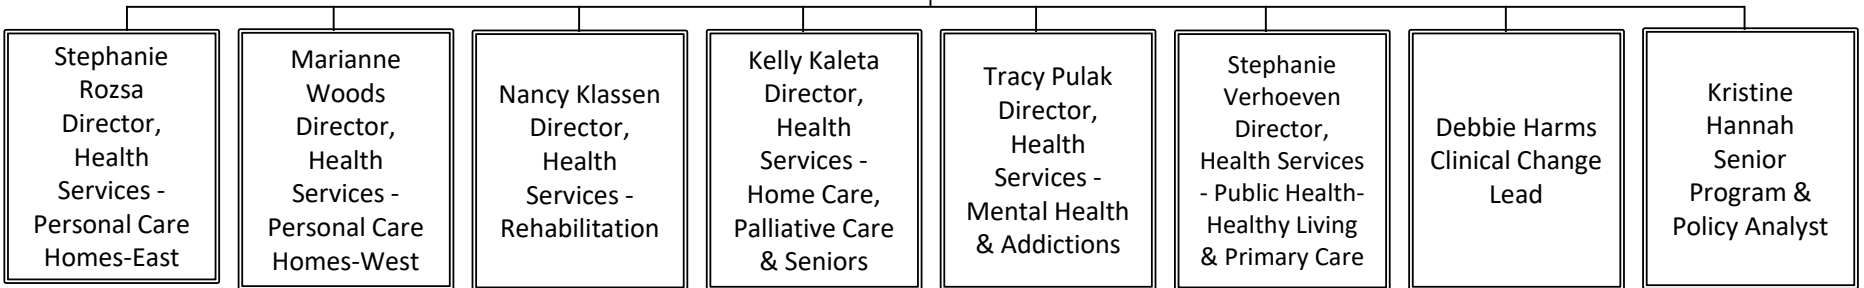 Stephanie
Rozsa
Director,
Health
Services -
Personal Care
Homes-East
Marianne
Woods
Director,
Health
Services -
Personal Care
Homes-West
Nancy Klassen
Director,
Health
Services -
Rehabilitation
Kelly Kaleta
Director,
Health
Services -
Home Care,
Palliative Care
& Seniors
Tracy Pulak
Director,
Health
Services -
Mental Health
& Addictions
Stephanie
Verhoeven
Director,
Health Services
- Public Health-
Healthy Living
& Primary Care
Debbie Harms
Clinical Change
Lead
Kristine
Hannah
Senior
Program &
Policy Analyst